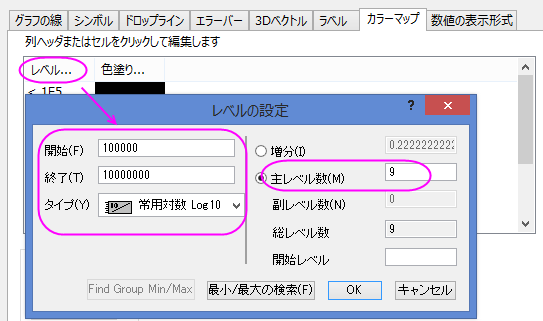 グラフの線 シンボル ドロップライン エラーバー 3Dベクトル ラベル カラーマップ 数値の表示形式
列ヘッダまたはセルをクリックして編集します
レベル... 色塗り...
< 1E5
レベルの設定 ?
開始(F) 100000
終了(T) 10000000
タイプ(Y) 常用対数 Log10
増分(I) 0.2222222222
主レベル数(M) 9
副レベル数(N) 0
総レベル数 9
開始レベル
Find Group Min/Max 最小/最大の検索(F) OK キャンセル